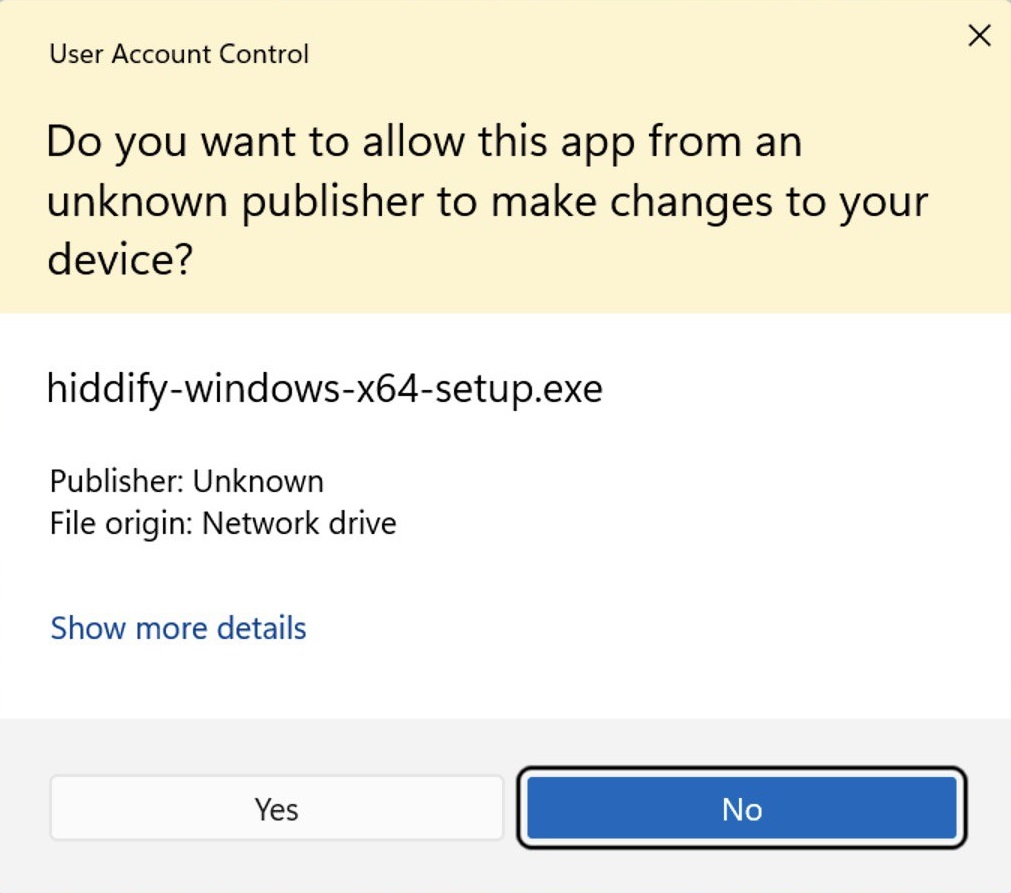 User Account Control
Do you want to allow this app from an
unknown publisher to make changes to your
device?
hiddify-windows-x64-setup.exe
Publisher: Unknown
File origin: Network drive
Show more details
Yes
No